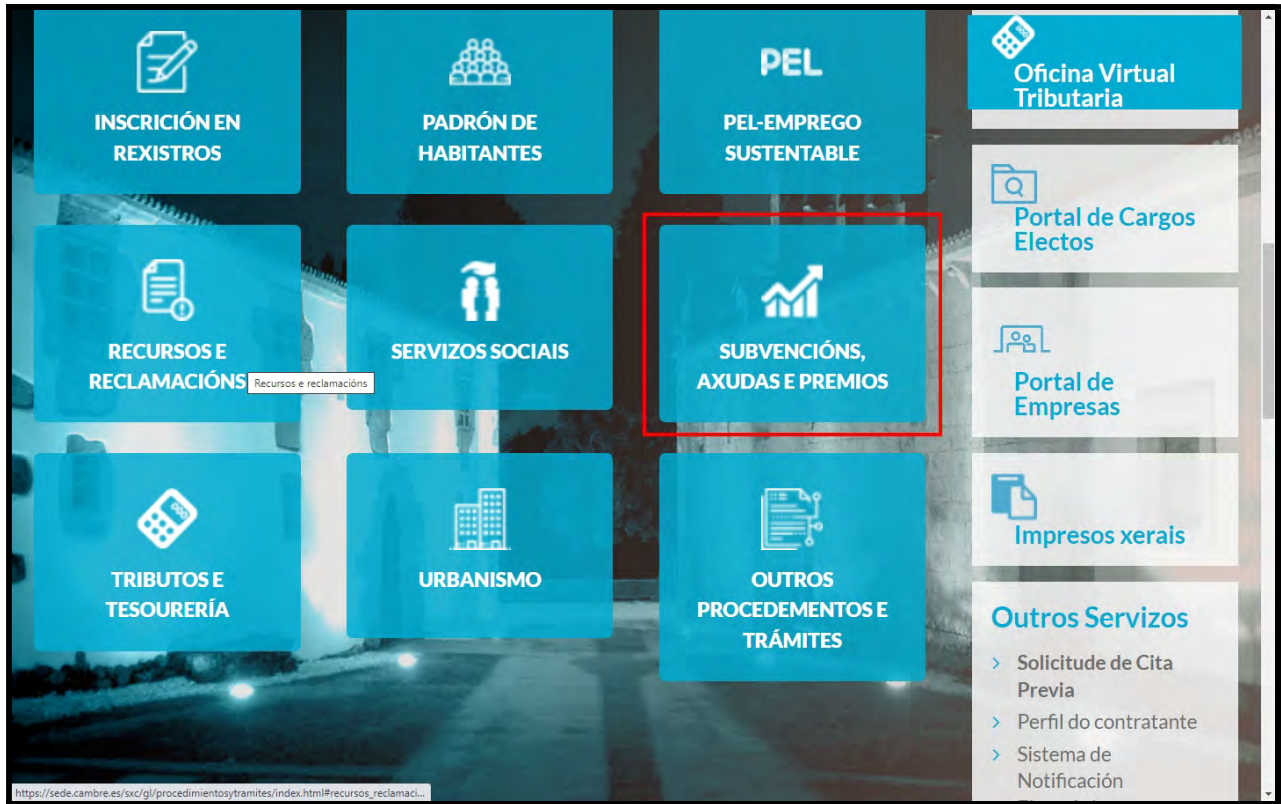 INSCRICIÓN EN
REXISTROS
PADRÓN DE
HABITANTES
PEL
PEL-EMPREGO
SUSTENTABLE
RECURSOS E
RECLAMACIÓNS
Recursos e reclamacións
SERVIZOS SOCIAIS
SUBVENCIÓNS,
AXUDAS E PREMIOS
TRIBUTOS E
TESOURERÍA
URBANISMO
OUTROS
PROCEDEMENTOS E
TRÁMITES
Oficina Virtual
Tributaria
Portal de Cargos
Electos
Portal de
Empresas
Impresos xerais
Outros Servizos
Solicitude de Cita
Previa
Perfil do contratante
Sistema de
Notificación
https://sede.cambre.es/sxc/gl/procedimientosytramites/index.html#recursos_reclamaci...